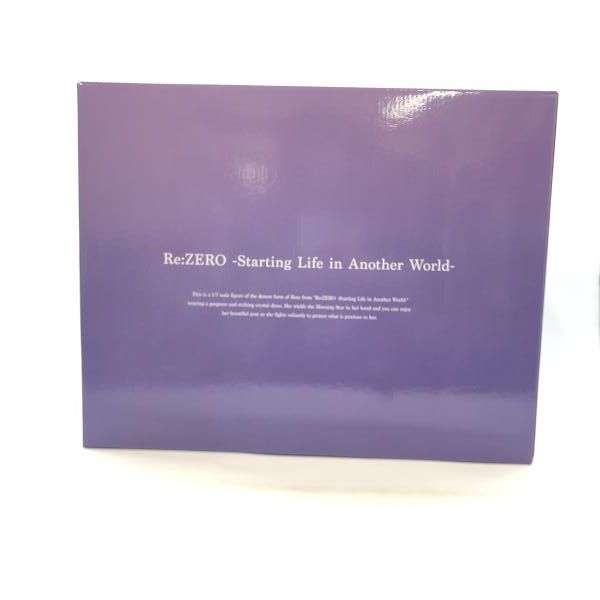 Re:ZERO -Starting Life in Another World-
This is a 1/7 scale figure of the demon form of Rem from "Re:ZERO -Starting Life in Another World-"
wearing a gorgeous and striking crystal dress. She wields the Morning Star in her hand and you can enjoy
her beautiful pose as she fights valiantly to protect what is precious to her.